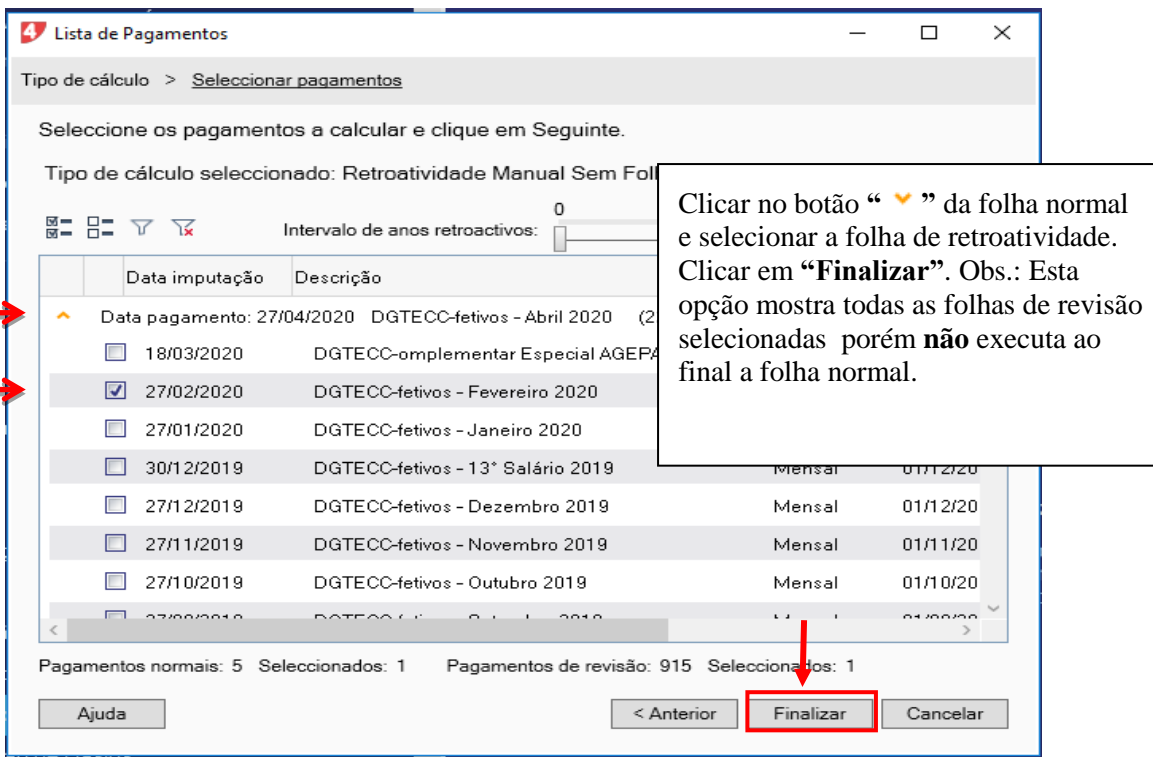 4 Lista de Pagamentos
Tipo de cálculo > Seleccionar pagamentos
Seleccione os pagamentos a calcular e clique em Seguinte.
Tipo de cálculo seleccionado: Retroatividade Manual Sem Fol
0
Intervalo de anos retroactivos:
Data imputação Descrição
Data pagamento: 27/04/2020 DGTECC-fetivos - Abril 2020 (2
18/03/2020 DGTECC-omplementar Especial AGEPA
27/02/2020 DGTECC-fetivos - Fevereiro 2020
27/01/2020 DGTECC-fetivos - Janeiro 2020
30/12/2019 DGTECC-fetivos - 13° Salário 2019 Mensal 01/12/20
27/12/2019 DGTECC-fetivos - Dezembro 2019 Mensal 01/12/20
27/11/2019 DGTECC-fetivos - Novembro 2019 Mensal 01/11/20
27/10/2019 DGTECC-fetivos - Outubro 2019 Mensal 01/10/20
Pagamentos normais: 5 Seleccionados: 1 Pagamentos de revisão: 915 Seleccionados: 1
Ajuda < Anterior Finalizar Cancelar
Clicar no botão “ ⌄ ” da folha normal
e selecionar a folha de retroatividade.
Clicar em “Finalizar”. Obs.: Esta
opção mostra todas as folhas de revisão
selecionadas porém não executa ao
final a folha normal.